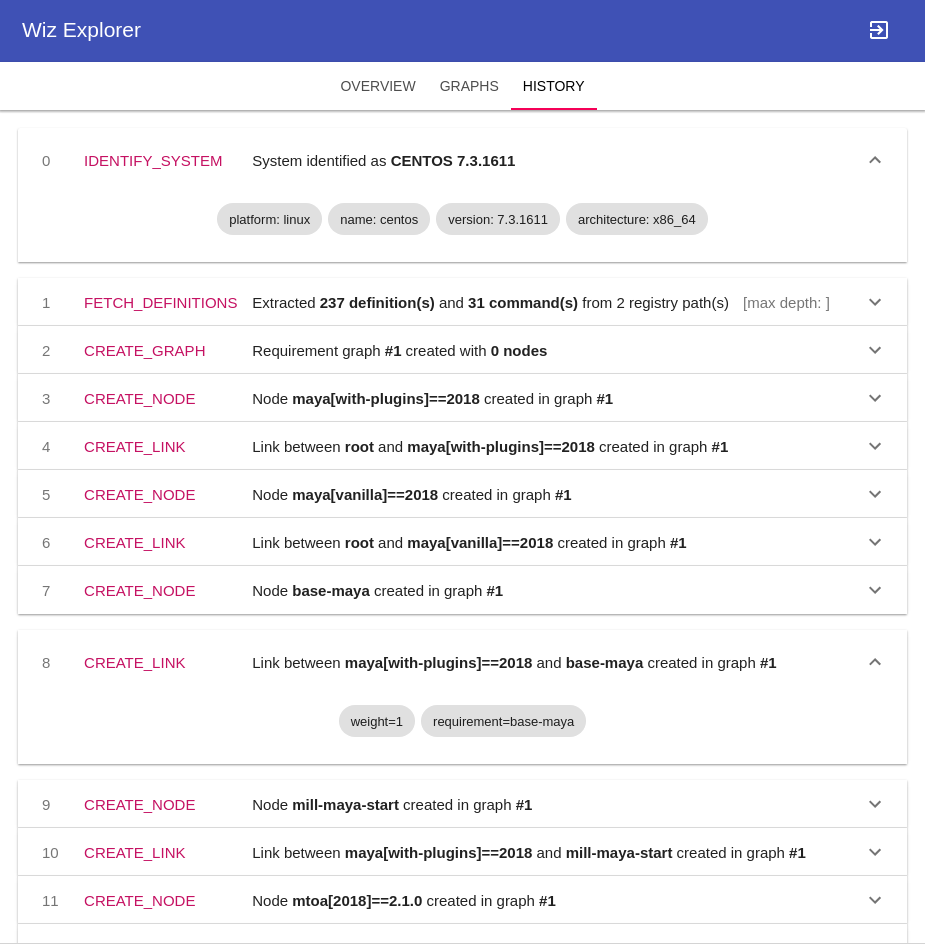 Wiz Explorer
OVERVIEW GRAPHS HISTORY
0 IDENTIFY_SYSTEM System identified as CENTOS 7.3.1611
platform: linux name: centos version: 7.3.1611 architecture: x86_64
1 FETCH_DEFINITIONS Extracted 237 definition(s) and 31 command(s) from 2 registry path(s) [max depth: ]
2 CREATE_GRAPH Requirement graph #1 created with 0 nodes
3 CREATE_NODE Node maya[with-plugins]==2018 created in graph #1
4 CREATE_LINK Link between root and maya[with-plugins]==2018 created in graph #1
5 CREATE_NODE Node maya[vanilla]==2018 created in graph #1
6 CREATE_LINK Link between root and maya[vanilla]==2018 created in graph #1
7 CREATE_NODE Node base-maya created in graph #1
8 CREATE_LINK Link between maya[with-plugins]==2018 and base-maya created in graph #1
weight=1 requirement=base-maya
9 CREATE_NODE Node mill-maya-start created in graph #1
10 CREATE_LINK Link between maya[with-plugins]==2018 and mill-maya-start created in graph #1
11 CREATE_NODE Node mtoa[2018]==2.1.0 created in graph #1